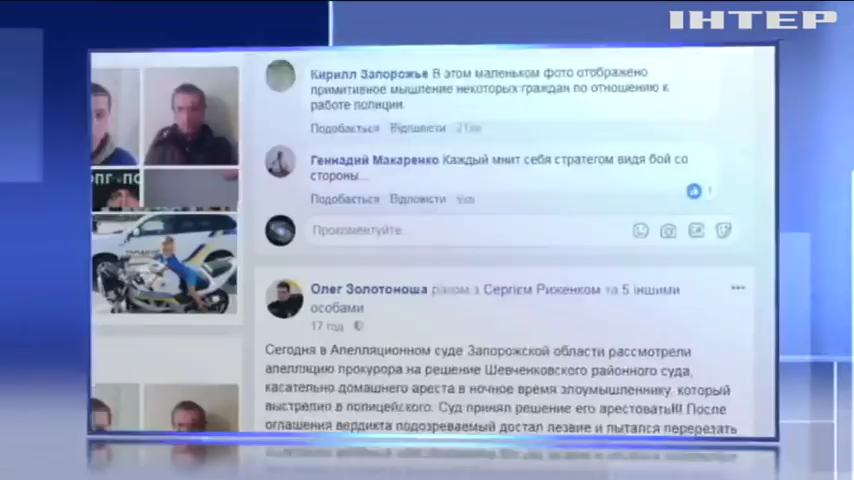 ІНТЕР
Кирилл Запорожье В этом маленьком фото отображено
примитивное мышление некоторых граждан по отношению к
работе полиции.
Подобається Відповісти 21хв
Геннадий Макаренко Каждый мнит себя стратегом видя бой со
стороны...
Подобається Відповісти 9хв
1
Прокоментуйте
Олег Золотоноша разом з Сергієм Риженком та 5 іншими
особами
17 год
Сегодня в Апелляционном суде Запорожской области рассмотрели
апелляцию прокурора на решение Шевченковского районного суда,
касательно домашнего ареста в ночное время злоумышленнику, который
выстрелил в полицейского. Суд принял решение его арестовать!!! После
оглашения вердикта подозреваемый достал лезвие и пытался перерезать